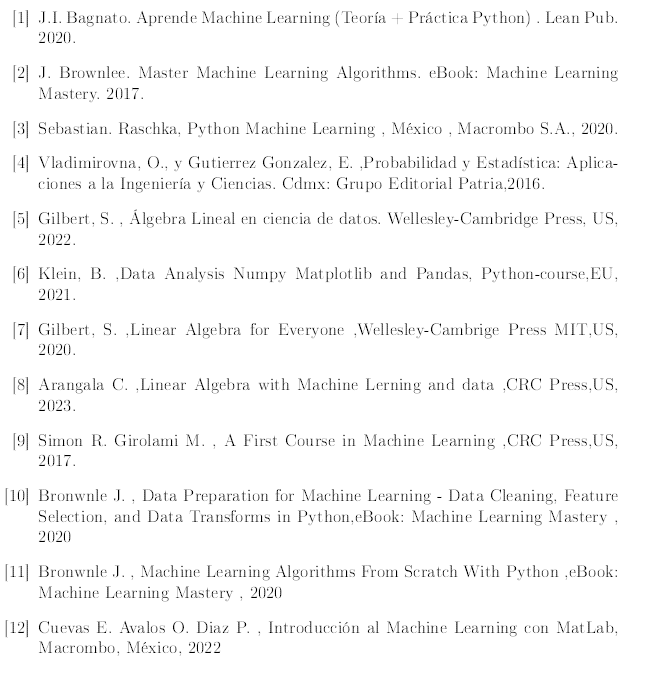 [1] J.I. Bagnato. Aprende Machine Learning (Teoría + Práctica Python) . Lean Pub.
2020.
[2] J. Brownlee. Master Machine Learning Algorithms. eBook: Machine Learning
Mastery. 2017.
[3] Sebastian. Raschka, Python Machine Learning , México , Macrombo S.A., 2020.
[4] Vladimirovna, O., y Gutierrez Gonzalez, E. ,Probabilidad y Estadística: Aplica-
ciones a la Ingeniería y Ciencias. Cdmx: Grupo Editorial Patria,2016.
[5] Gilbert, S. , Álgebra Lineal en ciencia de datos. Wellesley-Cambridge Press, US,
2022.
[6] Klein, B. ,Data Analysis Numpy Matplotlib and Pandas, Python-course,EU,
2021.
[7] Gilbert, S. ,Linear Algebra for Everyone ,Wellesley-Cambrige Press MIT,US,
2020.
[8] Arangala C. ,Linear Algebra with Machine Lerning and data ,CRC Press,US,
2023.
[9] Simon R. Girolami M. , A First Course in Machine Learning ,CRC Press,US,
2017.
[10] Bronwnle J. , Data Preparation for Machine Learning - Data Cleaning, Feature
Selection, and Data Transforms in Python,eBook: Machine Learning Mastery ,
2020
[11] Bronwnle J. , Machine Learning Algorithms From Scratch With Python ,eBook:
Machine Learning Mastery , 2020
[12] Cuevas E. Avalos O. Diaz P. , Introducción al Machine Learning con MatLab,
Macrombo, México, 2022